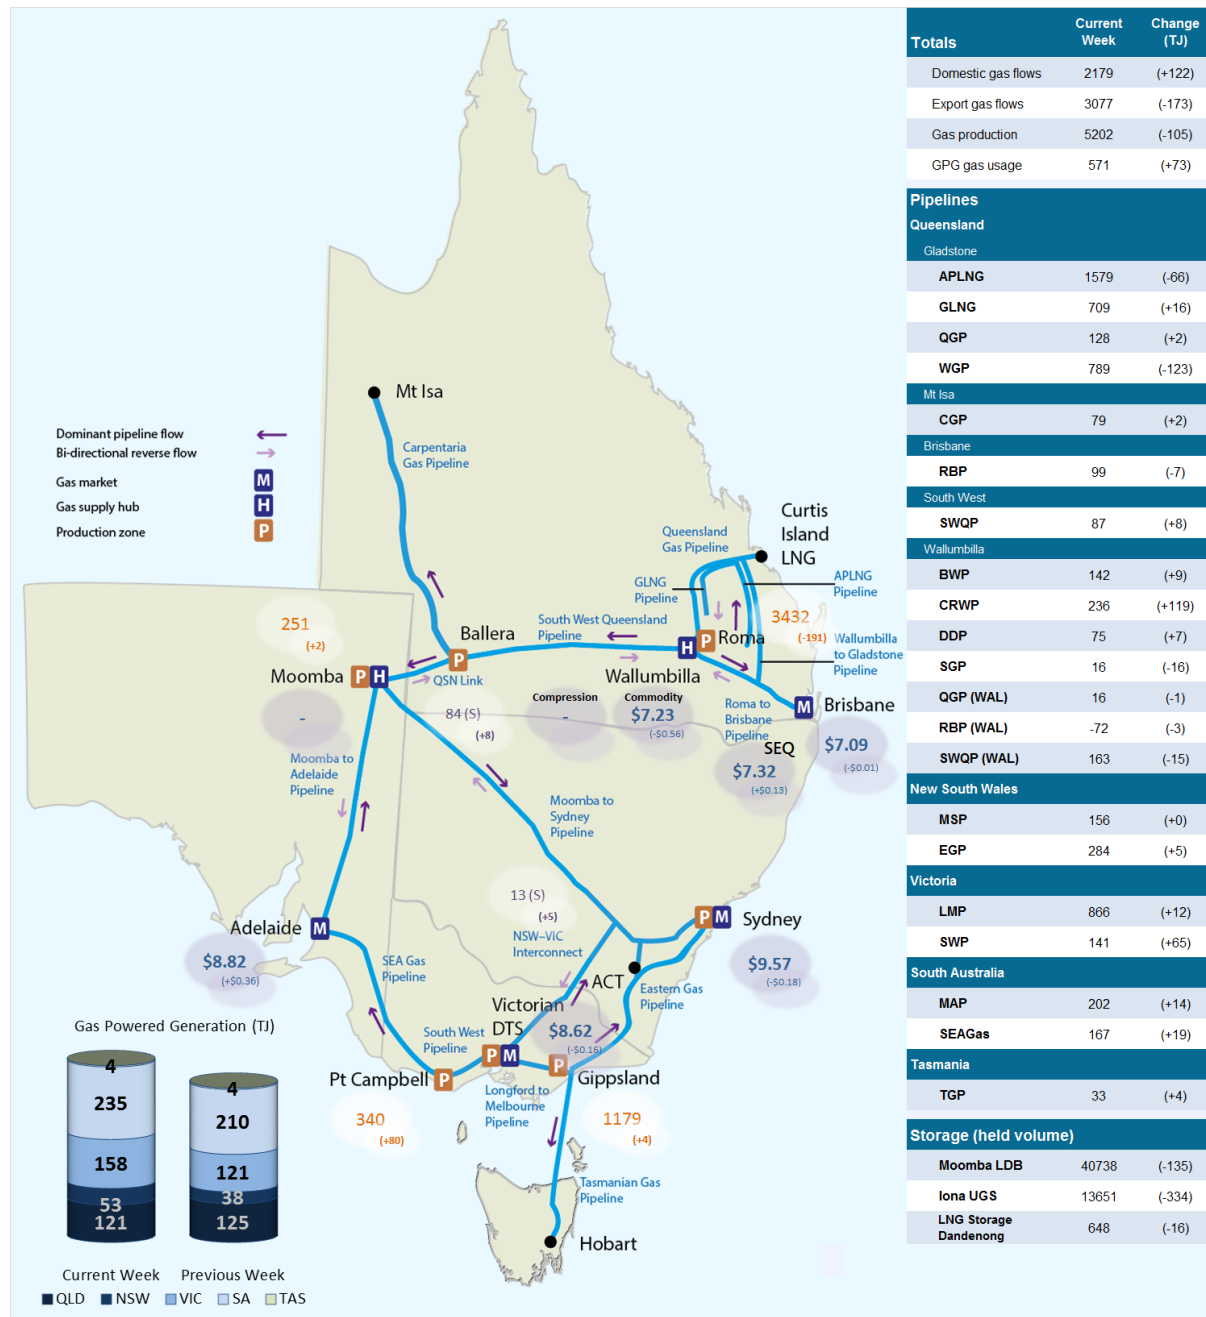 Mt Isa
Dominant pipeline flow
Bi-directional reverse flow
Gas market
M
Gas supply hub
H
Production zone
P
Carpentaria
Gas Pipeline
Curtis
Island
LNG
Queensland
Gas Pipeline
GLNG
Pipeline
APLNG
Pipeline
251
(+2)
Ballera
P
South West Queensland
Pipeline
H
P
Roma
3432
(-191)
Wallumbilla
to Gladstone
Pipeline
Moomba
P H
QSN Link
Wallumbilla
Roma to
Brisbane
Pipeline
M
Brisbane
-
84 (S)
(+8)
Compression
-
Commodity
$7.23
(-$0.56)
SEQ
$7.32
(+$0.13)
$7.09
(-$0.01)
Moomba to
Adelaide
Pipeline
Moomba to
Sydney
Pipeline
13 (S)
(+5)
NSW–VIC
Interconnect
P M
Sydney
Adelaide
M
$8.82
(+$0.36)
SEA Gas
Pipeline
ACT
Eastern Gas
Pipeline
$9.57
(-$0.18)
Victorian
DTS
$8.62
(-$0.16)
South West
Pipeline
P M
P
Gippsland
Pt Campbell
P
340
(+80)
Longford to
Melbourne
Pipeline
1179
(+4)
Tasmanian Gas
Pipeline
Hobart
Gas Powered Generation (TJ)
4
235
158
53
121
4
210
121
38
125
Current Week Previous Week
QLD NSW VIC SA TAS
Totals Current Week Change (TJ)
Domestic gas flows 2179 (+122)
Export gas flows 3077 (-173)
Gas production 5202 (-105)
GPG gas usage 571 (+73)
Pipelines
Queensland
Gladstone
APLNG 1579 (-66)
GLNG 709 (+16)
QGP 128 (+2)
WGP 789 (-123)
Mt Isa
CGP 79 (+2)
Brisbane
RBP 99 (-7)
South West
SWQP 87 (+8)
Wallumbilla
BWP 142 (+9)
CRWP 236 (+119)
DDP 75 (+7)
SGP 16 (-16)
QGP (WAL) 16 (-1)
RBP (WAL) -72 (-3)
SWQP (WAL) 163 (-15)
New South Wales
MSP 156 (+0)
EGP 284 (+5)
Victoria
LMP 866 (+12)
SWP 141 (+65)
South Australia
MAP 202 (+14)
SEAGas 167 (+19)
Tasmania
TGP 33 (+4)
Storage (held volume)
Moomba LDB 40738 (-135)
Iona UGS 13651 (-334)
LNG Storage
Dandenong 648 (-16)